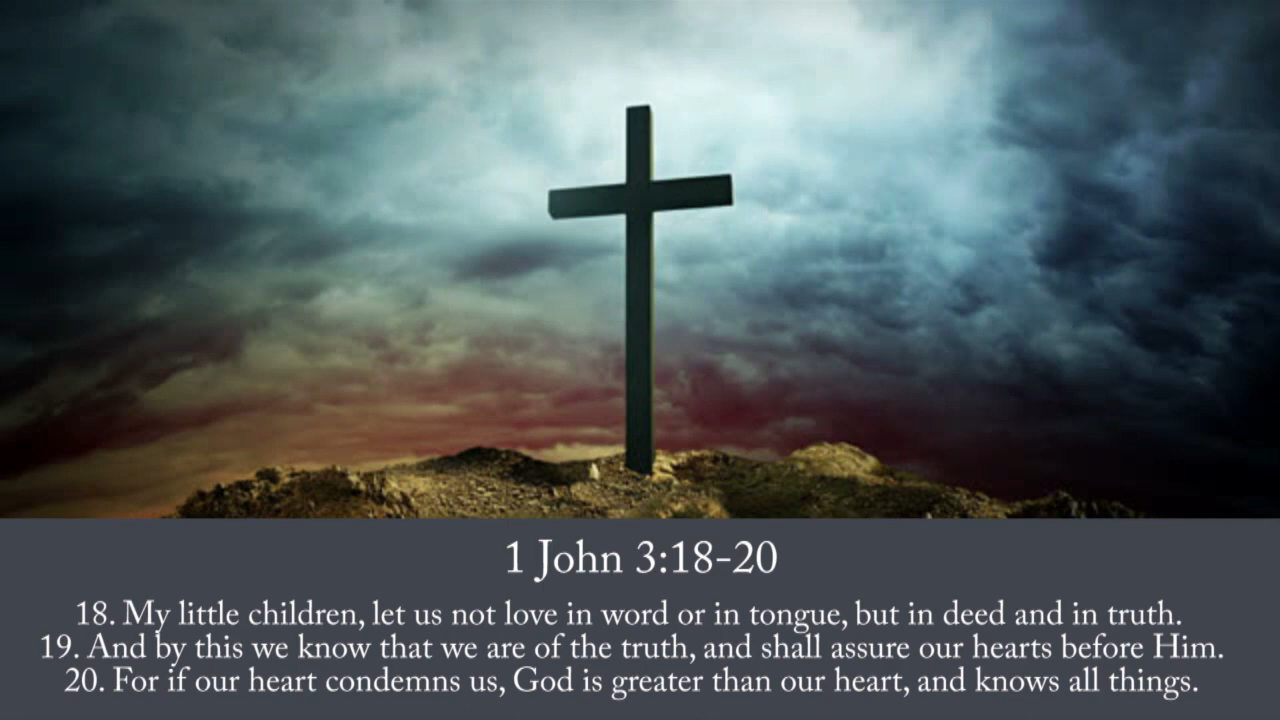 1 John 3:18-20
18. My little children, let us not love in word or in tongue, but in deed and in truth.
19. And by this we know that we are of the truth, and shall assure our hearts before Him.
20. For if our heart condemns us, God is greater than our heart, and knows all things.